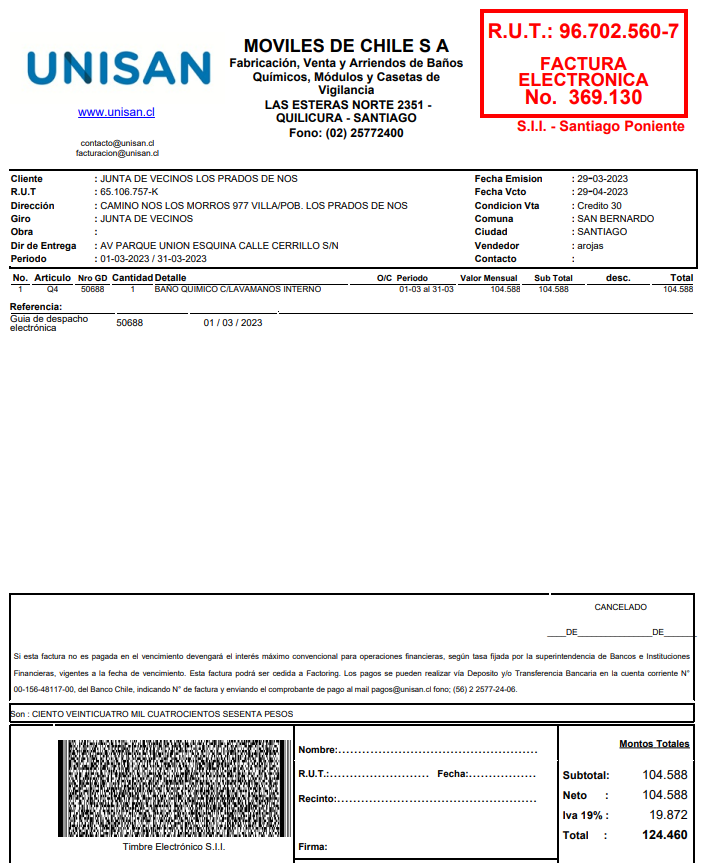 UNISAN
www.unisan.cl
contacto@unisan.cl
facturacion@unisan.cl
MOVILES DE CHILE S A
Fabricación, Venta y Arriendos de Baños
Químicos, Módulos y Casetas de
Vigilancia
LAS ESTERAS NORTE 2351 -
QUILICURA - SANTIAGO
Fono: (02) 25772400
R.U.T.: 96.702.560-7
FACTURA
ELECTRONICA
No. 369.130
S.I.I. - Santiago Poniente
Cliente : JUNTA DE VECINOS LOS PRADOS DE NOS Fecha Emision : 29-03-2023
R.U.T : 65.106.757-K Fecha Vcto : 29-04-2023
Dirección : CAMINO NOS LOS MORROS 977 VILLA/POB. LOS PRADOS DE NOS Condicion Vta : Credito 30
Giro : JUNTA DE VECINOS Comuna : SAN BERNARDO
Obra : Ciudad : SANTIAGO
Dir de Entrega : AV PARQUE UNION ESQUINA CALLE CERRILLO S/N Vendedor : arojas
Periodo : 01-03-2023 / 31-03-2023 Contacto :
No. Articulo Nro GD Cantidad Detalle O/C Periodo Valor Mensual Sub Total desc. Total
1 Q4 50688 1 BAÑO QUIMICO C/LAVAMANOS INTERNO 01-03 al 31-03 104.588 104.588 104.588
Referencia:
Guia de despacho
electrónica 50688 01 / 03 / 2023
CANCELADO
____DE________________DE_______
Si esta factura no es pagada en el vencimiento devengará el interés máximo convencional para operaciones financieras, según tasa fijada por la superintendencia de Bancos e Instituciones
Financieras, vigentes a la fecha de vencimiento. Esta factura podrá ser cedida a Factoring. Los pagos se pueden realizar vía Deposito y/o Transferencia Bancaria en la cuenta corriente N°
00-156-48117-00, del Banco Chile, indicando N° de factura y enviando el comprobante de pago al mail pagos@unisan.cl fono; (56) 2 2577-24-06.
Son : CIENTO VEINTICUATRO MIL CUATROCIENTOS SESENTA PESOS
Timbre Electrónico S.I.I.
Nombre:..........................................
R.U.T.:........................ Fecha:................
Recinto:..........................................
Firma:
Montos Totales
Subtotal: 104.588
Neto : 104.588
Iva 19% : 19.872
Total : 124.460